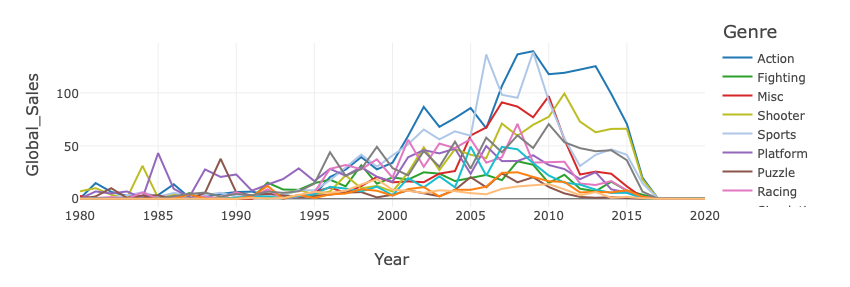 Genre
Action
Fighting
Misc
Shooter
Sports
Platform
Puzzle
Racing
Global_Sales
100
50
0
1980 1985 1990 1995 2000 2005 2010 2015 2020
Year